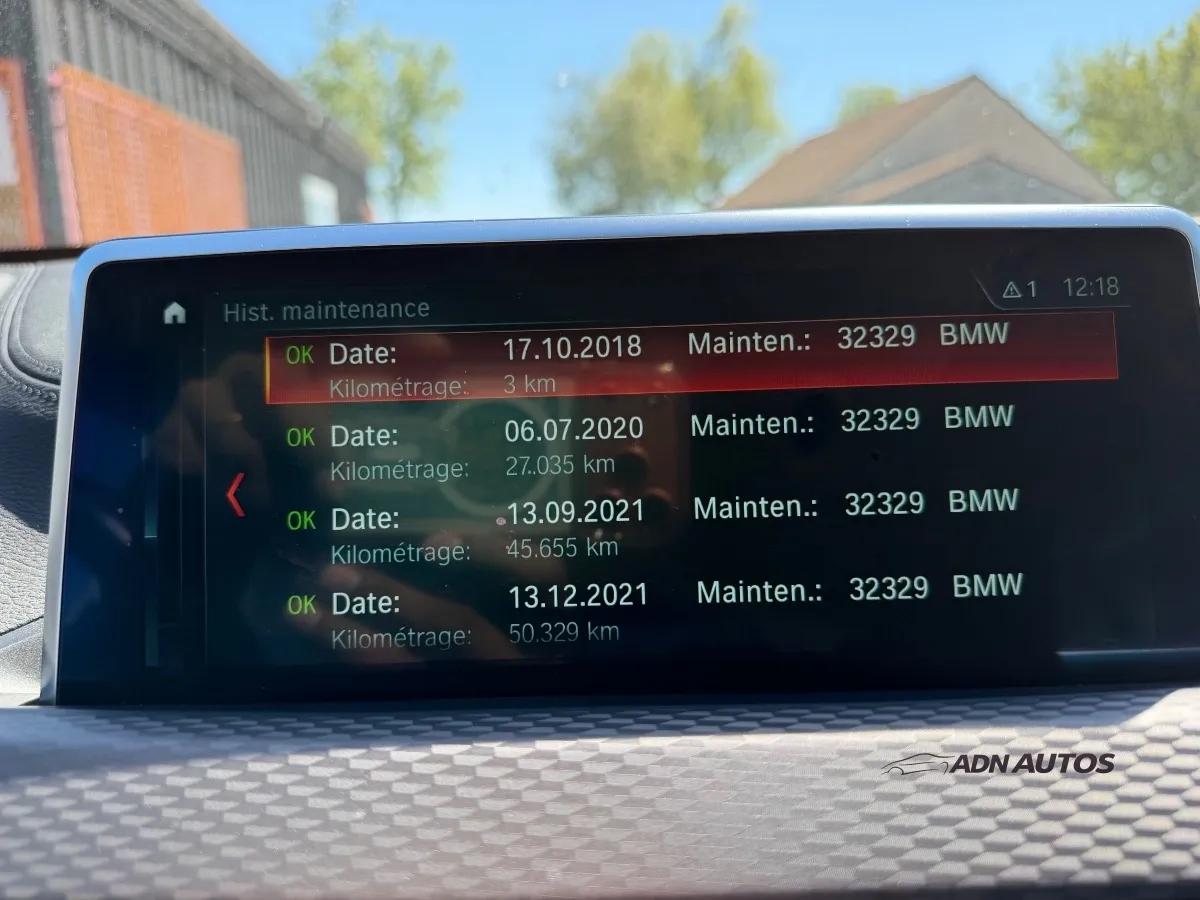 Hist. maintenance
1 12:18
OK Date: 17.10.2018 Mainten.: 32329 BMW
Kilométrage: 3 km
OK Date: 06.07.2020 Mainten.: 32329 BMW
Kilométrage: 27.035 km
OK Date: 13.09.2021 Mainten.: 32329 BMW
Kilométrage: 45.655 km
OK Date: 13.12.2021 Mainten.: 32329 BMW
Kilométrage: 50.329 km
ADN AUTOS